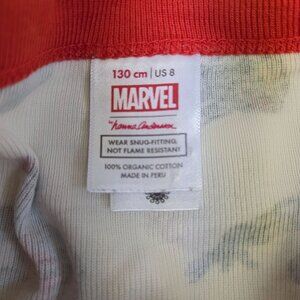 130 cm | US 8
MARVEL
hanna andersson
WEAR SNUG-FITTING,
NOT FLAME RESISTANT
100% ORGANIC COTTON
MADE IN PERU